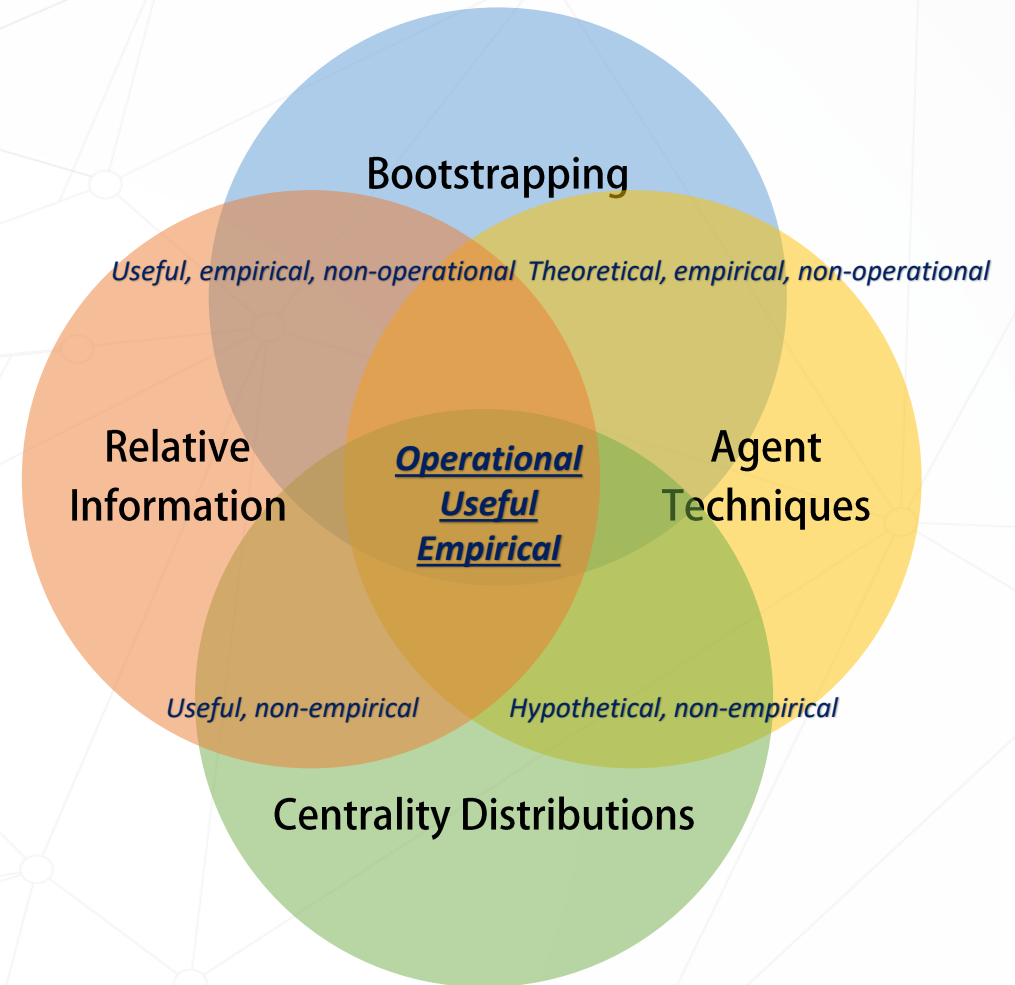 Bootstrapping
Useful, empirical, non-operational
Theoretical, empirical, non-operational
Relative
Information
Operational
Useful
Empirical
Agent
Techniques
Useful, non-empirical
Hypothetical, non-empirical
Centrality Distributions